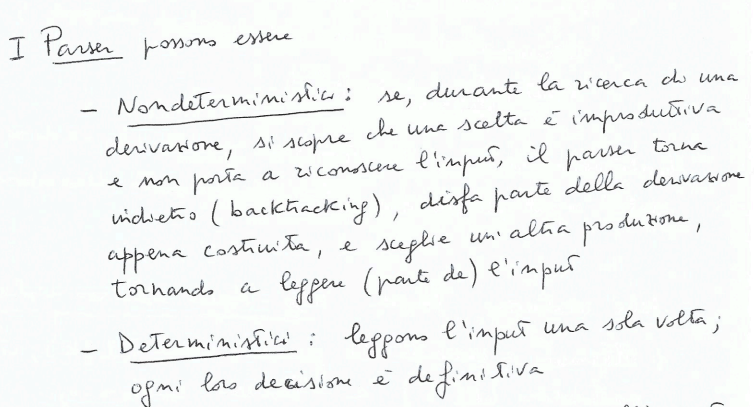 I Parser possono essere
- Nondeterministici: se, durante la ricerca di una
derivazione, si scopre che una scelta è improduttiva
e non porta a riconoscere l'input, il parser torna
indietro (backtracking), disfa parte della derivazione
appena costruita, e sceglie un'altra produzione,
tornando a leggere (parte de) l'input
- Deterministici: leggono l'input una sola volta;
ogni loro decisione è definitiva